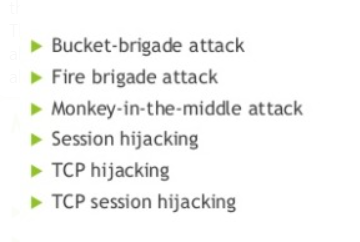 Bucket-brigade attack
Fire brigade attack
Monkey-in-the-middle attack
Session hijacking
TCP hijacking
TCP session hijacking